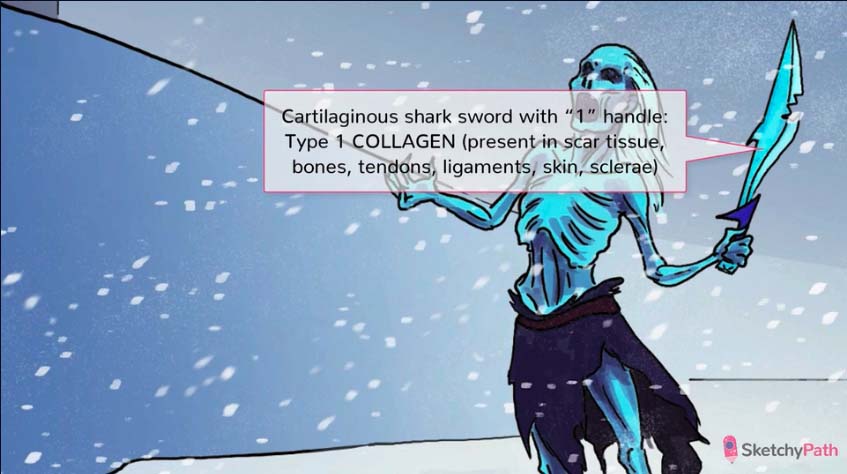 Cartilaginous shark sword with “1” handle:
Type 1 COLLAGEN (present in scar tissue,
bones, tendons, ligaments, skin, sclerae)
SketchyPath